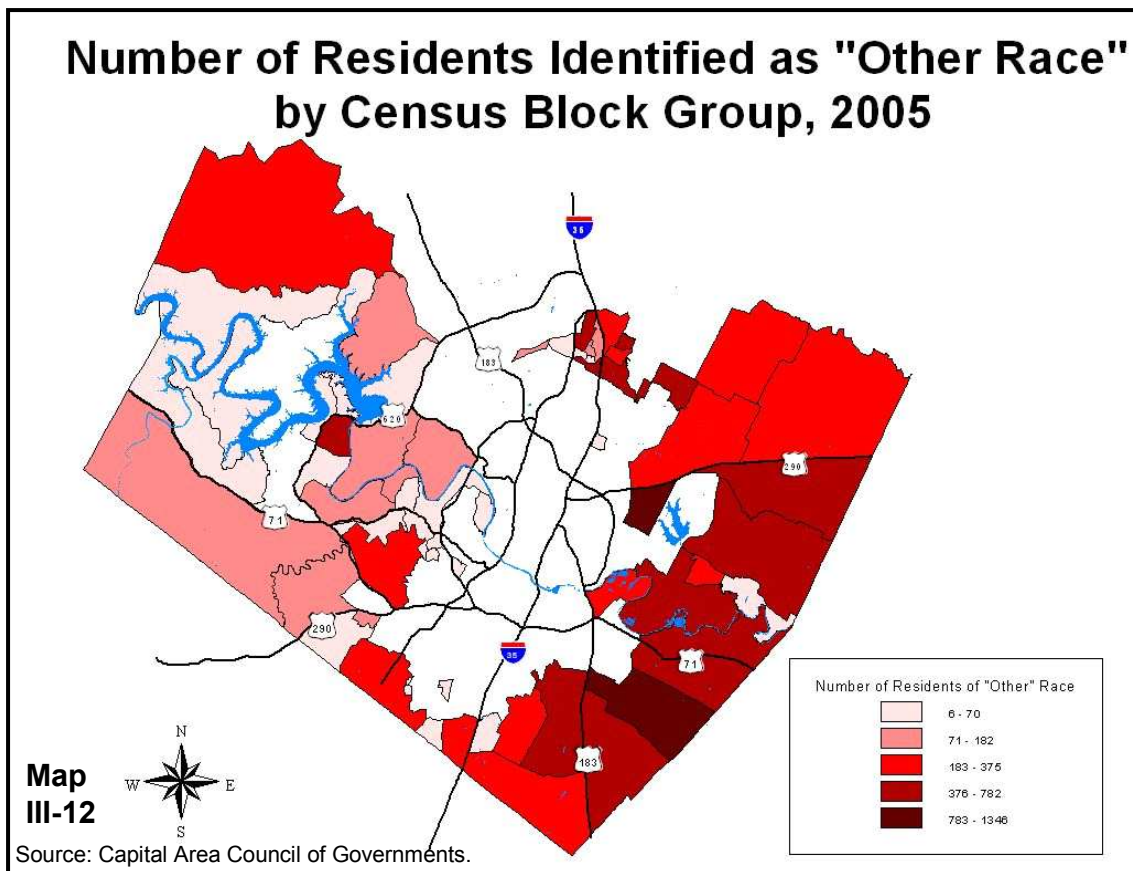 Number of Residents Identified as "Other Race"
by Census Block Group, 2005
35
183
620
290
71
290
35
71
183
Number of Residents of "Other" Race
6 - 70
71 - 182
183 - 375
376 - 782
783 - 1346
N
W E
S
Map
III-12
Source: Capital Area Council of Governments.